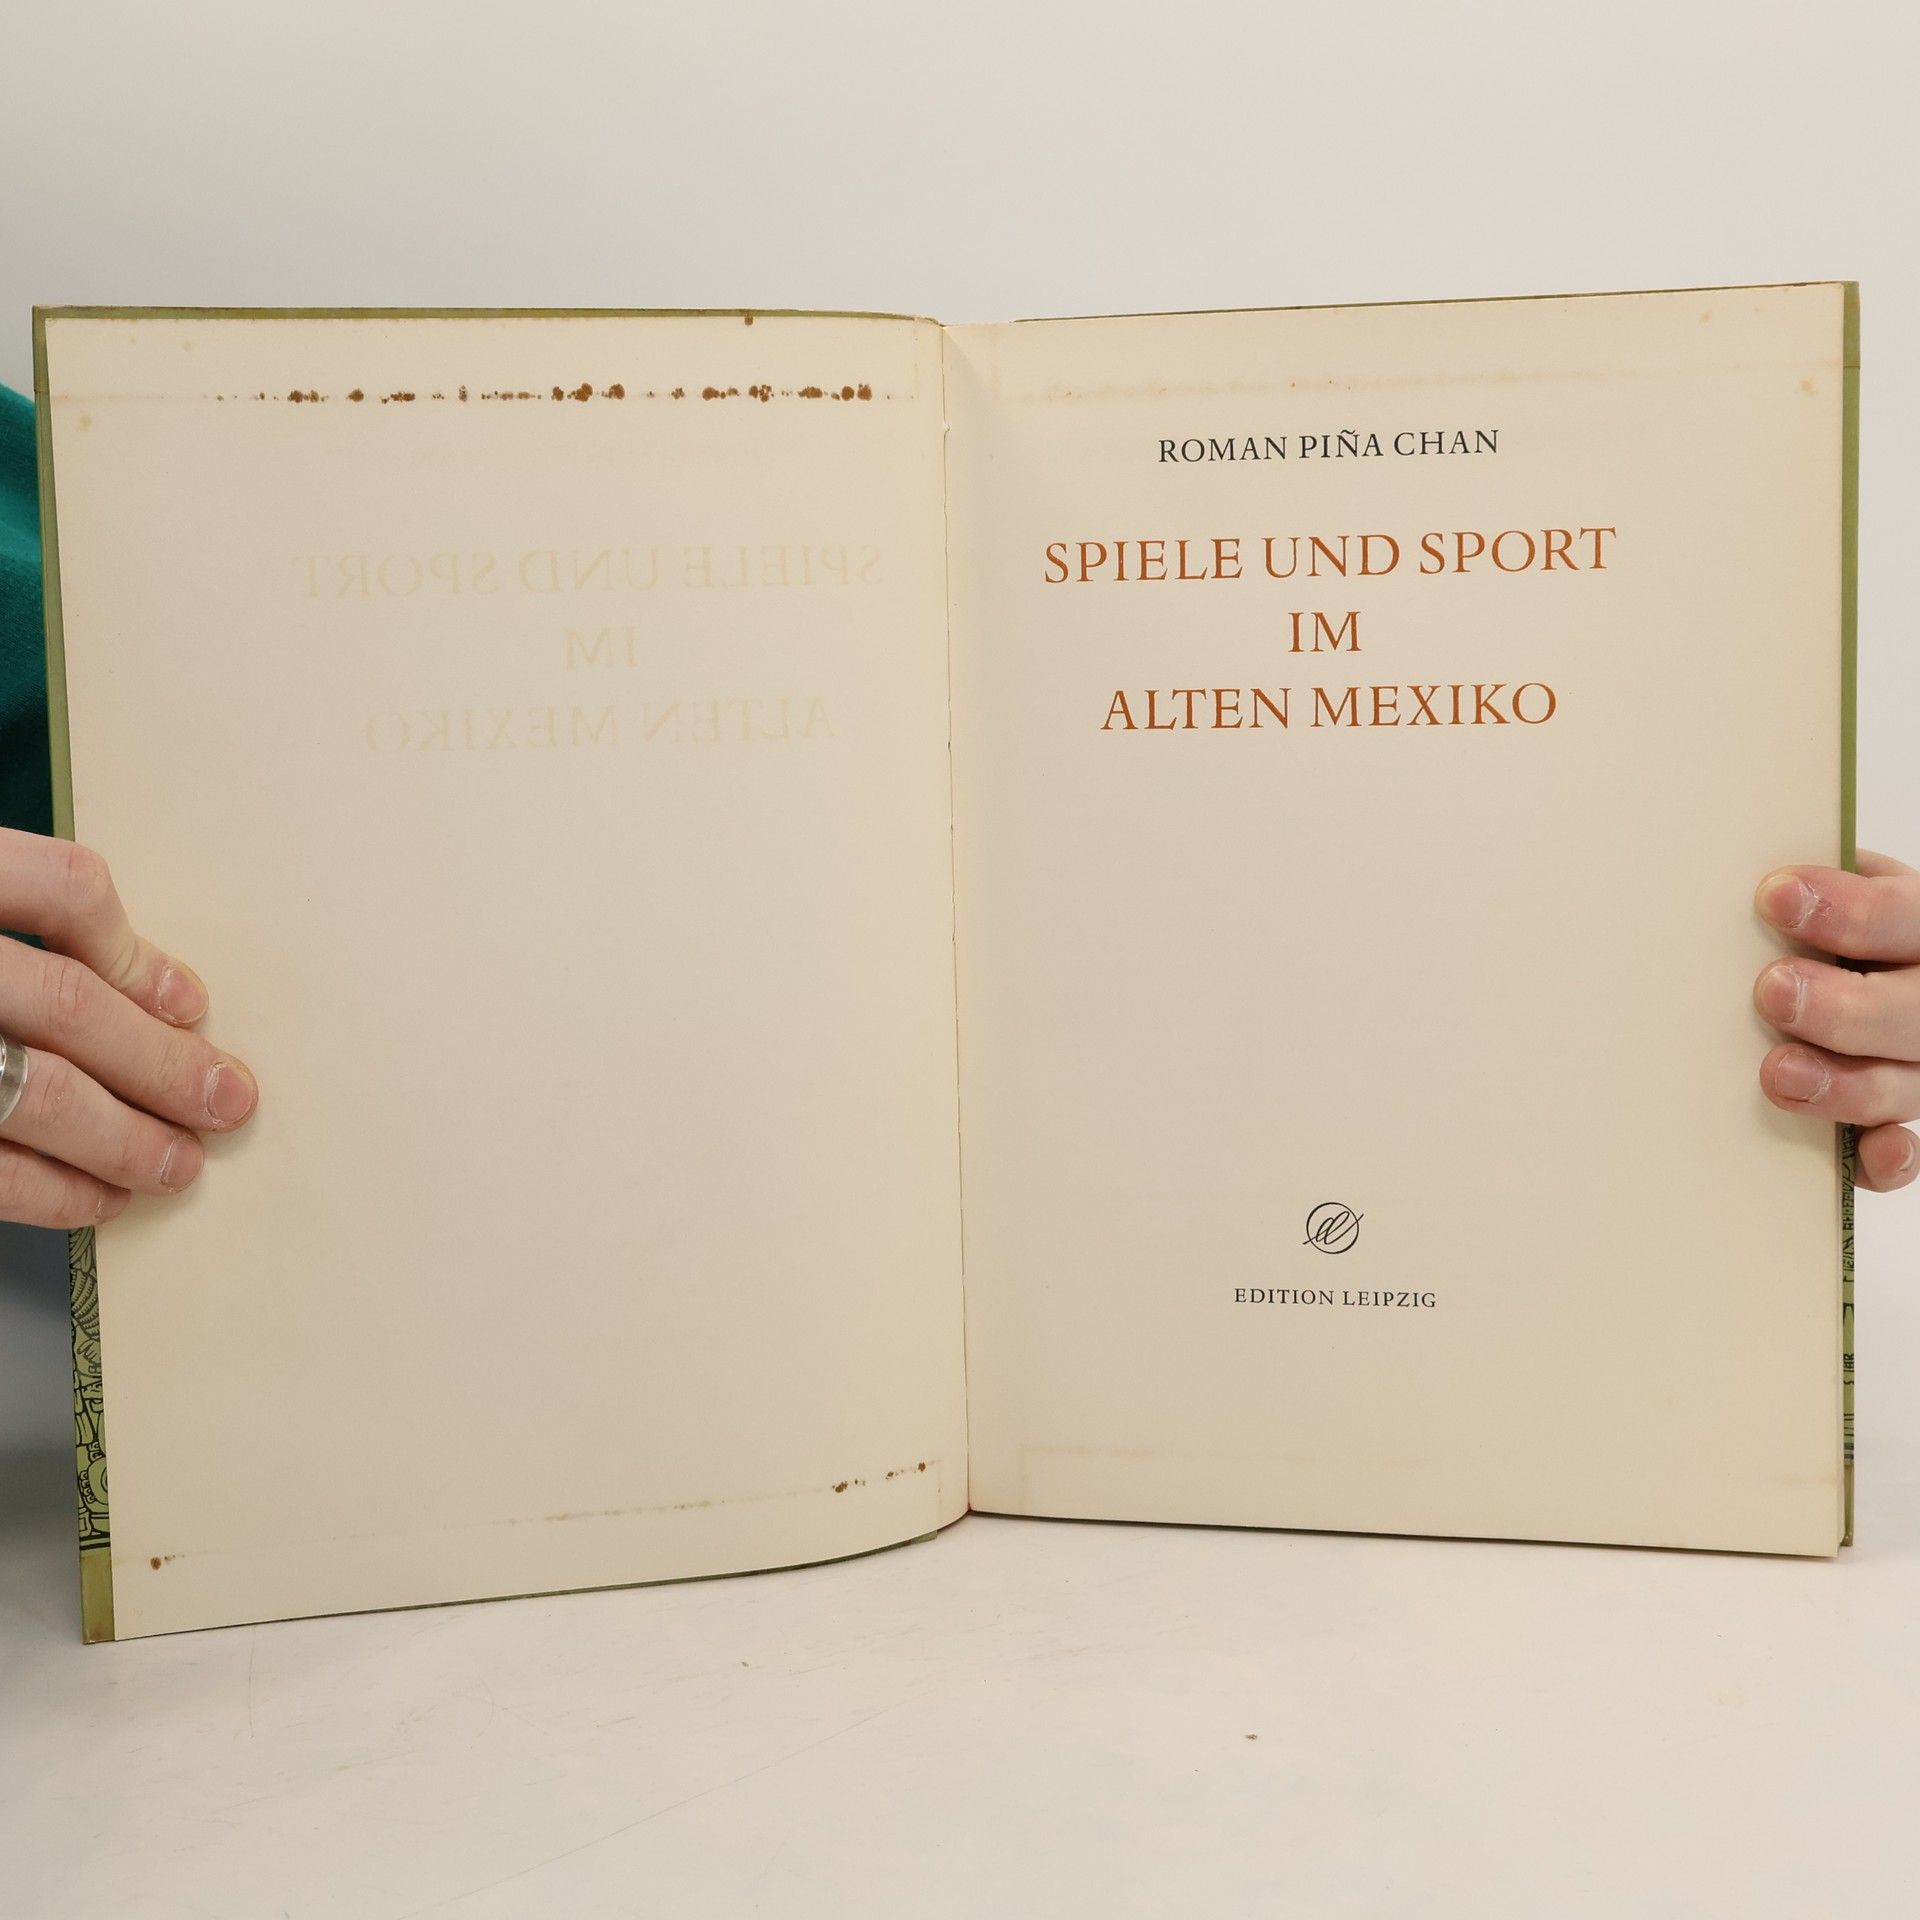 ROMAN PIÑA CHAN
SPIELE UND SPORT
IM
ALTEN MEXIKO
EDITION LEIPZIG